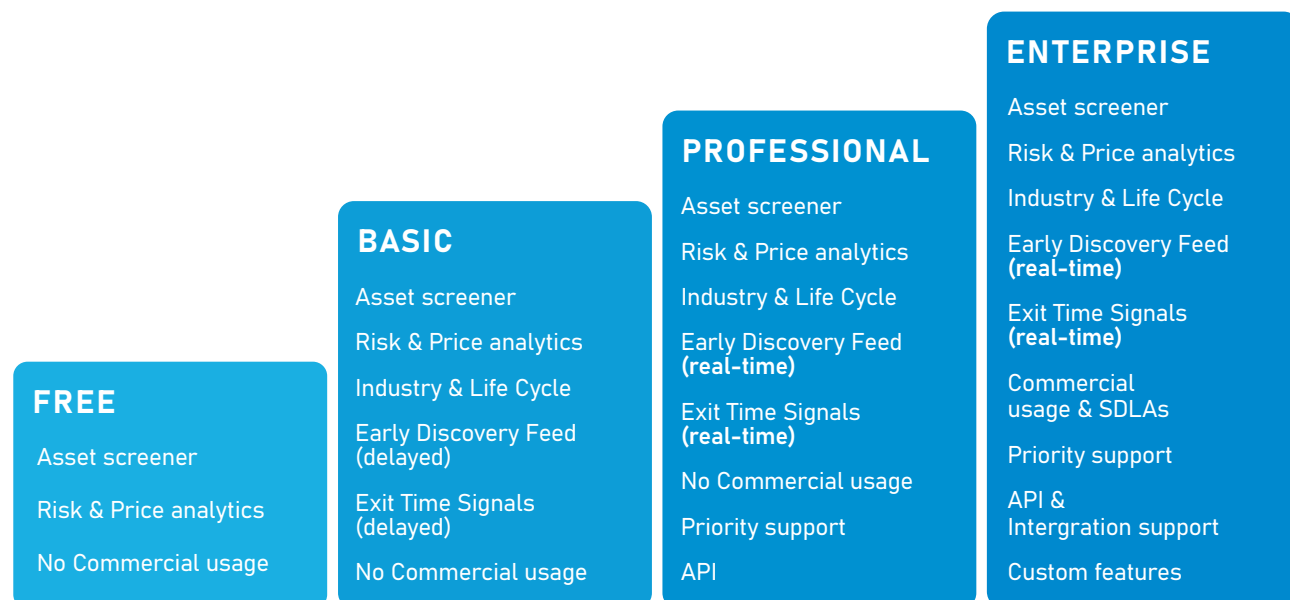 FREE
Asset screener
Risk & Price analytics
No Commercial usage
BASIC
Asset screener
Risk & Price analytics
Industry & Life Cycle
Early Discovery Feed
(delayed)
Exit Time Signals
(delayed)
No Commercial usage
PROFESSIONAL
Asset screener
Risk & Price analytics
Industry & Life Cycle
Early Discovery Feed
(real-time)
Exit Time Signals
(real-time)
No Commercial usage
Priority support
API
ENTERPRISE
Asset screener
Risk & Price analytics
Industry & Life Cycle
Early Discovery Feed
(real-time)
Exit Time Signals
(real-time)
Commercial
usage & SDLAs
Priority support
API &
Intergration support
Custom features